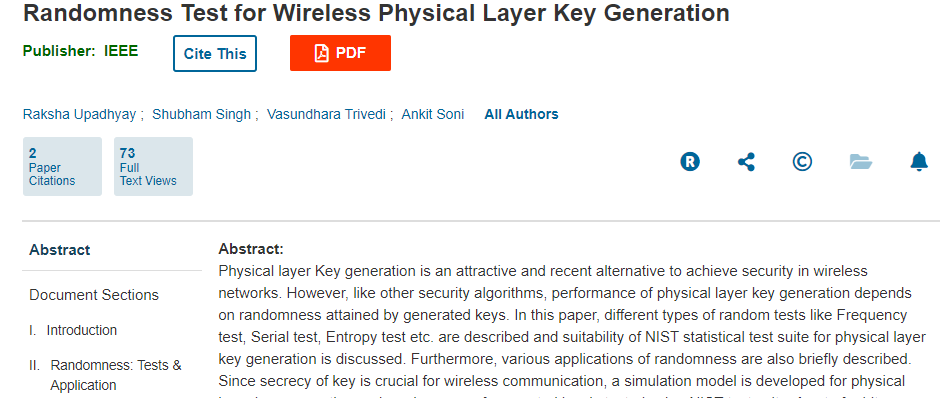 Randomness Test for Wireless Physical Layer Key Generation
Publisher: IEEE
Cite This
PDF
Raksha Upadhyay ; Shubham Singh ; Vasundhara Trivedi ; Ankit Soni All Authors
2
Paper
Citations
73
Full
Text Views
R
©
Abstract
Document Sections
I. Introduction
II. Randomness: Tests &
Application
Abstract:
Physical layer Key generation is an attractive and recent alternative to achieve security in wireless
networks. However, like other security algorithms, performance of physical layer key generation depends
on randomness attained by generated keys. In this paper, different types of random tests like Frequency
test, Serial test, Entropy test etc. are described and suitability of NIST statistical test suite for physical layer
key generation is discussed. Furthermore, various applications of randomness are also briefly described.
Since secrecy of key is crucial for wireless communication, a simulation model is developed for physical